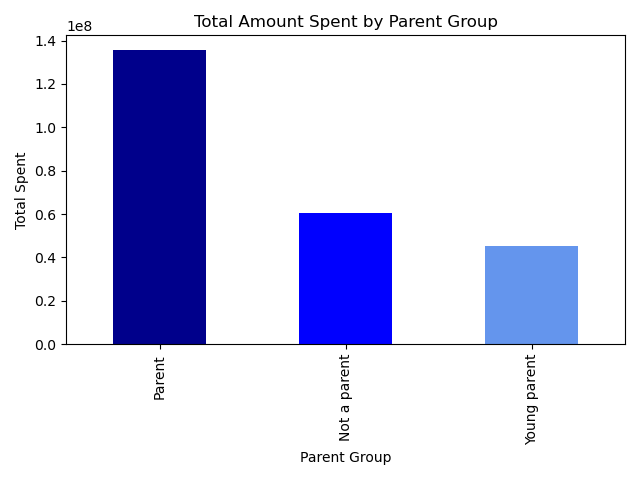 Total Amount Spent by Parent Group
1e8
1.4
1.2
1.0
0.8
0.6
0.4
0.2
0.0
Total Spent
Parent
Not a parent
Young parent
Parent Group